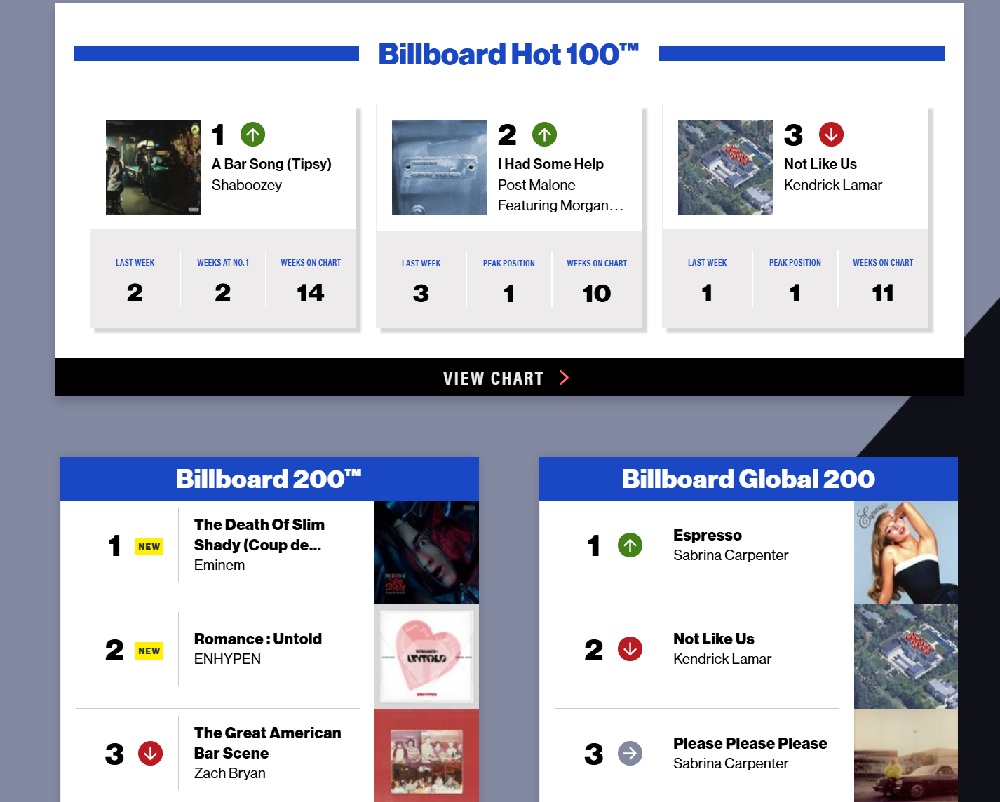 Billboard Hot 100™
1
A Bar Song (Tipsy)
Shaboozey
LAST WEEK
2
WEEKS AT NO. 1
2
WEEKS ON CHART
14
2
I Had Some Help
Post Malone
Featuring Morgan...
LAST WEEK
3
PEAK POSITION
1
WEEKS ON CHART
10
3
Not Like Us
Kendrick Lamar
LAST WEEK
1
PEAK POSITION
1
WEEKS ON CHART
11
VIEW CHART
Billboard 200™
1 NEW
The Death Of Slim
Shady (Coup de...
Eminem
2 NEW
Romance : Untold
ENHYPEN
ROMANCE:
UNTOLD
ENHYPEN
3
The Great American
Bar Scene
Zach Bryan
Billboard Global 200
1
Espresso
Sabrina Carpenter
Espresso
2
Not Like Us
Kendrick Lamar
3
Please Please Please
Sabrina Carpenter